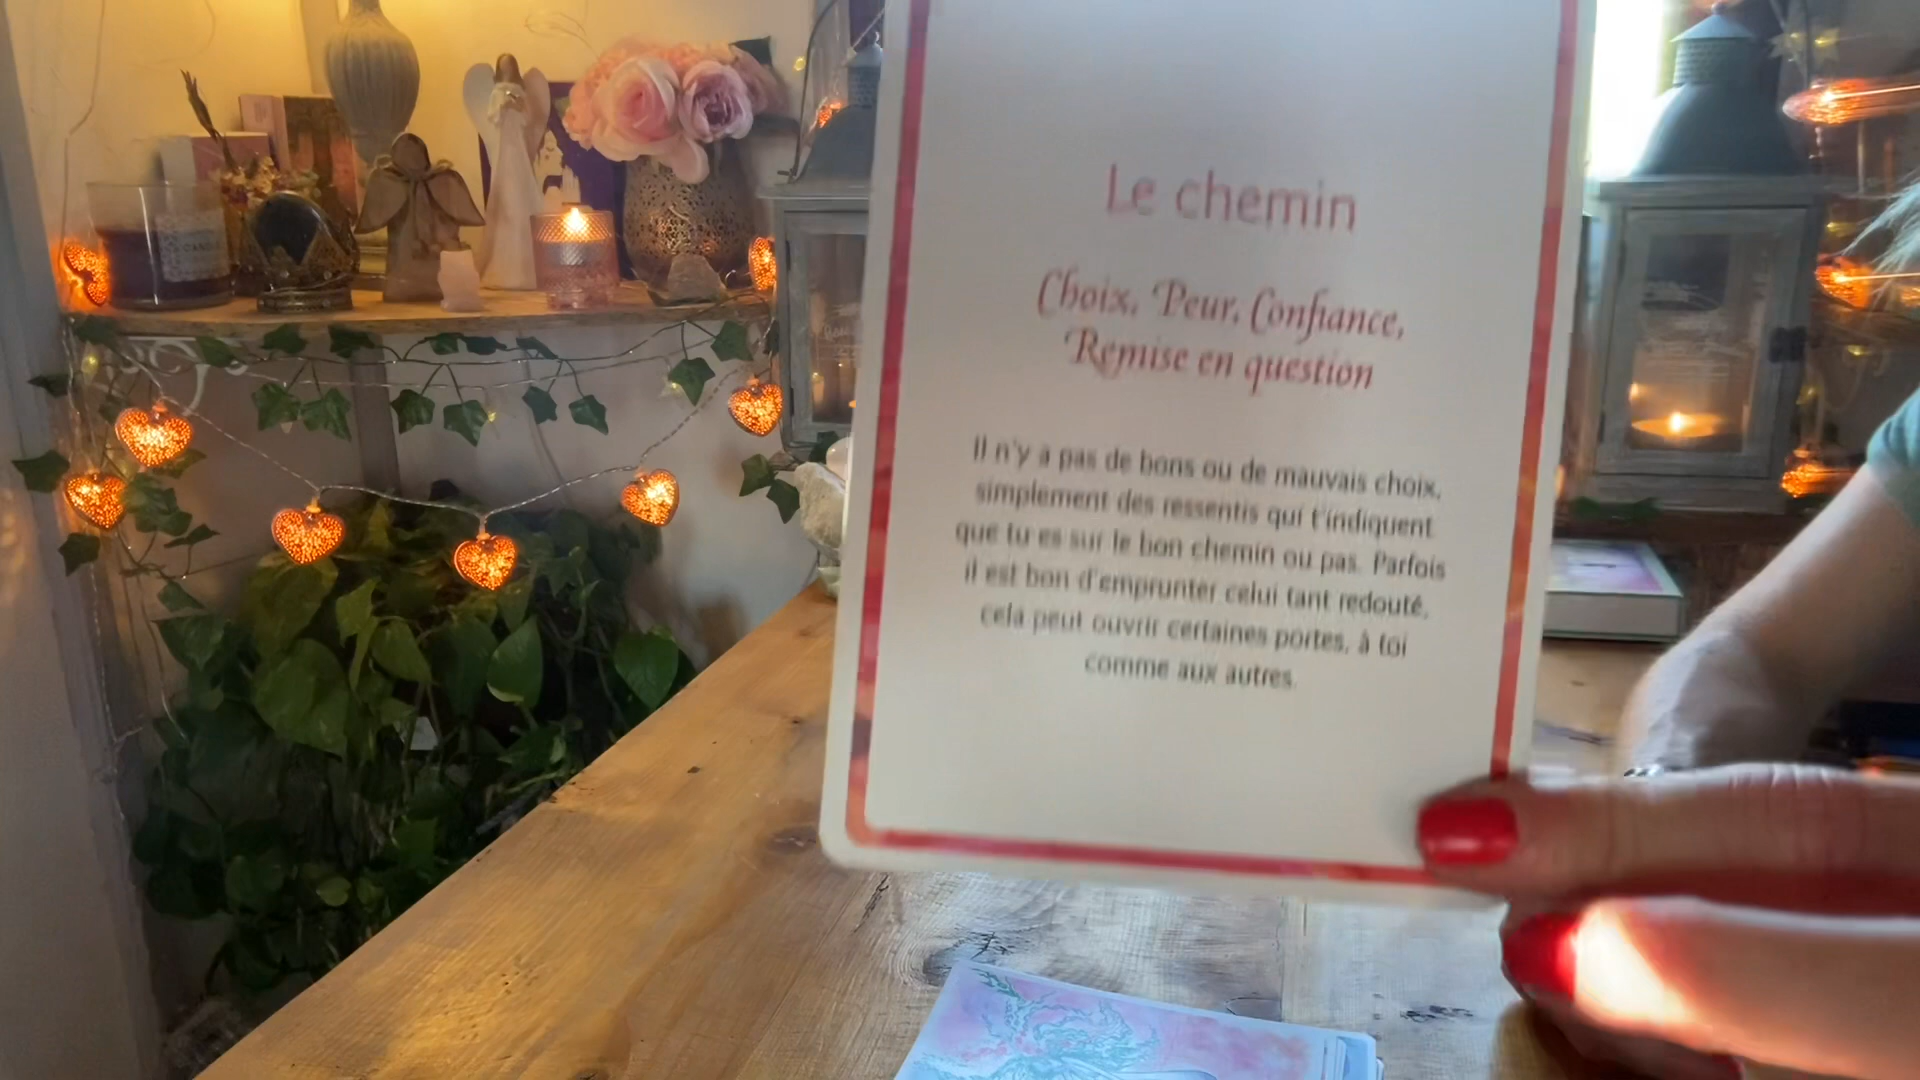 Le chemin
Choix, Peur, Confiance,
Remise en question
Il n'y a pas de bons ou de mauvais choix,
simplement des ressentis qui t'indiquent
que tu es sur le bon chemin ou pas. Parfois
il est bon d'emprunter celui tant redouté,
cela peut ouvrir certaines portes, à toi
comme aux autres.